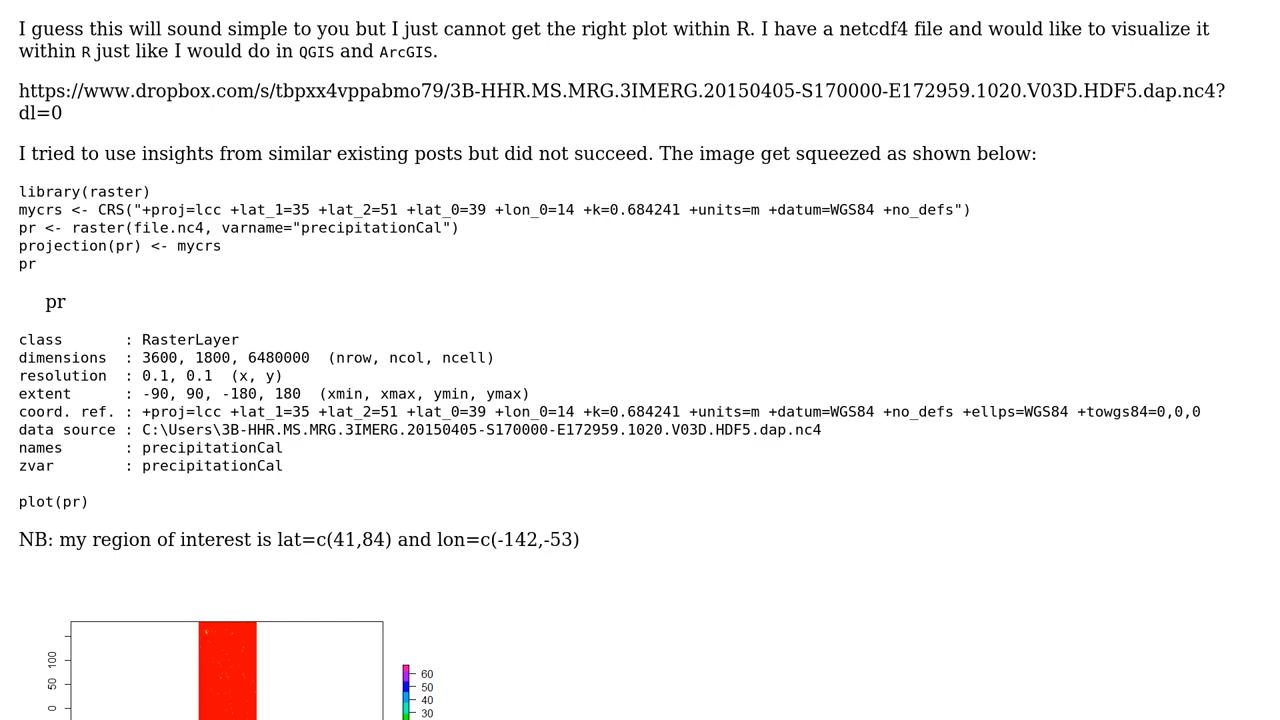 I guess this will sound simple to you but I just cannot get the right plot within R. I have a netcdf4 file and would like to visualize it
within R just like I would do in QGIS and ArcGIS.
https://www.dropbox.com/s/tbpxx4vppabmo79/3B-HHR.MS.MRG.3IMERG.20150405-S170000-E172959.1020.V03D.HDF5.dap.nc4?
dl=0
I tried to use insights from similar existing posts but did not succeed. The image get squeezed as shown below:
library(raster)
mycrs <- CRS("+proj=lcc +lat_1=35 +lat_2=51 +lat_0=39 +lon_0=14 +k=0.684241 +units=m +datum=WGS84 +no_defs")
pr <- raster(file.nc4, varname="precipitationCal")
projection(pr) <- mycrs
pr
pr
class       : RasterLayer
dimensions  : 3600, 1800, 6480000  (nrow, ncol, ncell)
resolution  : 0.1, 0.1  (x, y)
extent      : -90, 90, -180, 180  (xmin, xmax, ymin, ymax)
coord. ref. : +proj=lcc +lat_1=35 +lat_2=51 +lat_0=39 +lon_0=14 +k=0.684241 +units=m +datum=WGS84 +no_defs +ellps=WGS84 +towgs84=0,0,0
data source : C:\Users\3B-HHR.MS.MRG.3IMERG.20150405-S170000-E172959.1020.V03D.HDF5.dap.nc4
names       : precipitationCal
zvar        : precipitationCal
plot(pr)
NB: my region of interest is lat=c(41,84) and lon=c(-142,-53)
100
50
0
60
50
40
30